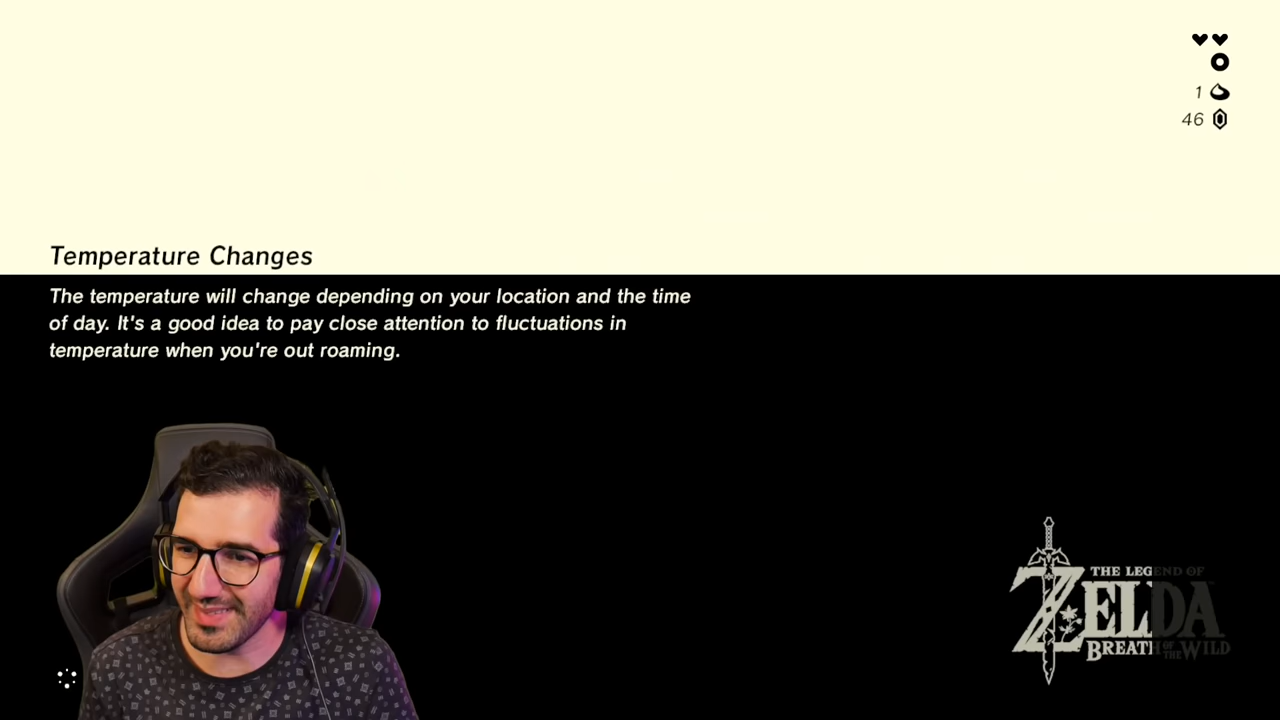 1
46
Temperature Changes
The temperature will change depending on your location and the time
of day. It's a good idea to pay close attention to fluctuations in
temperature when you're out roaming.
THE LEGEND OF
ZELDA
BREATH OF THE WILD